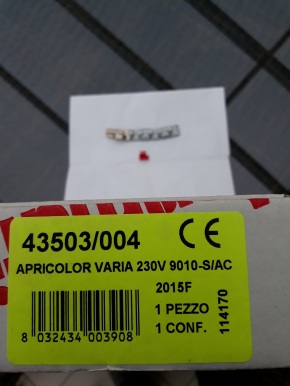 43503/004 CE
APRICOLOR VARIA 230V 9010-S/AC
2015F
1 PEZZO
1 CONF.
114170
8 032434 003908